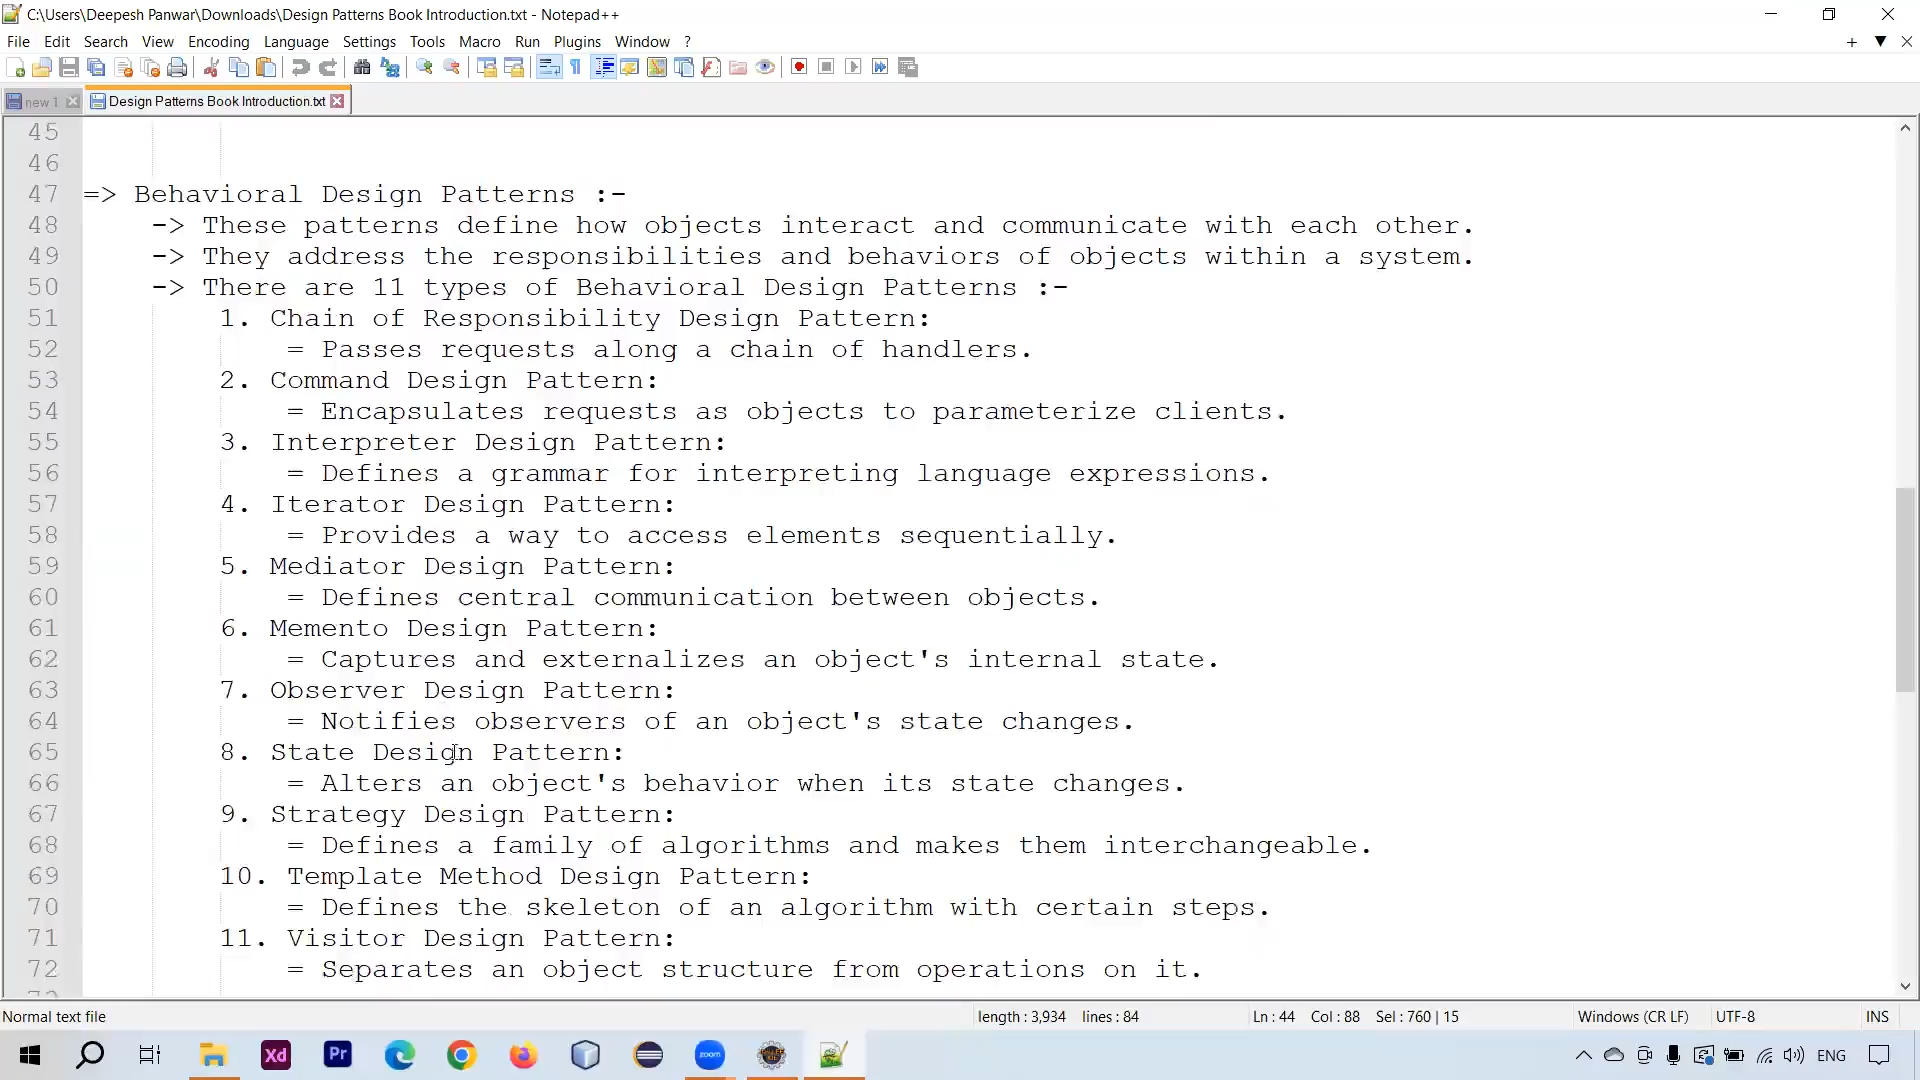 C:\Users\Deepesh Panwar\Downloads\Design Patterns Book Introduction.txt - Notepad++
File Edit Search View Encoding Language Settings Tools Macro Run Plugins Window ?
new 1 Design Patterns Book Introduction.txt
45
46
47 => Behavioral Design Patterns :-
48 -> These patterns define how objects interact and communicate with each other.
49 -> They address the responsibilities and behaviors of objects within a system.
50 -> There are 11 types of Behavioral Design Patterns :-
51 1. Chain of Responsibility Design Pattern:
52 = Passes requests along a chain of handlers.
53 2. Command Design Pattern:
54 = Encapsulates requests as objects to parameterize clients.
55 3. Interpreter Design Pattern:
56 = Defines a grammar for interpreting language expressions.
57 4. Iterator Design Pattern:
58 = Provides a way to access elements sequentially.
59 5. Mediator Design Pattern:
60 = Defines central communication between objects.
61 6. Memento Design Pattern:
62 = Captures and externalizes an object's internal state.
63 7. Observer Design Pattern:
64 = Notifies observers of an object's state changes.
65 8. State Design Pattern:
66 = Alters an object's behavior when its state changes.
67 9. Strategy Design Pattern:
68 = Defines a family of algorithms and makes them interchangeable.
69 10. Template Method Design Pattern:
70 = Defines the skeleton of an algorithm with certain steps.
71 11. Visitor Design Pattern:
72 = Separates an object structure from operations on it.
Normal text file length : 3,934 lines : 84 Ln : 44 Col : 88 Sel : 760 | 15 Windows (CR LF) UTF-8 INS
Xd Pr zoom ENG